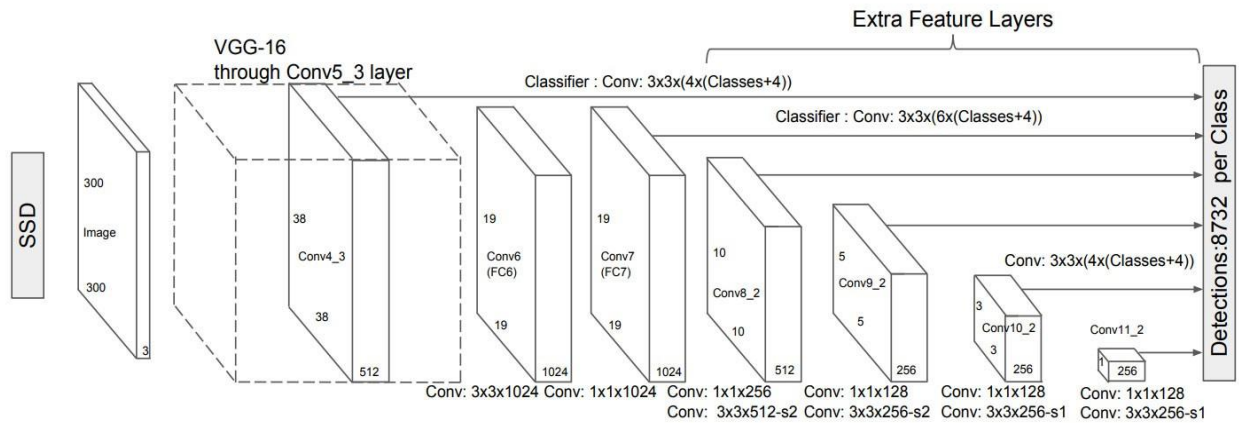 Extra Feature Layers
VGG-16
through Conv5_3 layer
Classifier : Conv: 3x3x(4x(Classes+4))
Classifier : Conv: 3x3x(6x(Classes+4))
SSD
300
Image
300
3
38
Conv4_3
38
512
19
Conv6
(FC6)
19
1024
19
Conv7
(FC7)
19
1024
10
Conv8_2
10
512
5
Conv9_2
5
256
Conv: 3x3x(4x(Classes+4))
3
Conv10_2
3
256
Conv11_2
1
256
Detections:8732 per Class
Conv: 3x3x1024
Conv: 1x1x1024
Conv: 1x1x256
Conv: 3x3x512-s2
Conv: 1x1x128
Conv: 3x3x256-s2
Conv: 1x1x128
Conv: 3x3x256-s1
Conv: 1x1x128
Conv: 3x3x256-s1